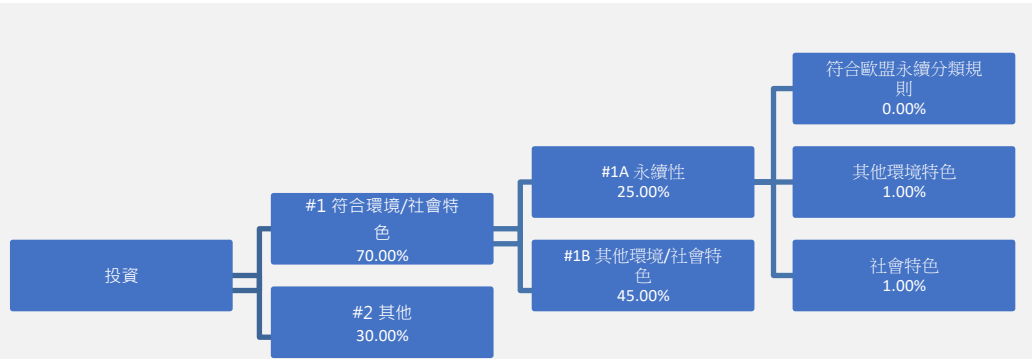 投資
#1 符合環境/社會特
色
70.00%
#2 其他
30.00%
#1A 永續性
25.00%
#1B 其他環境/社會特
色
45.00%
符合歐盟永續分類規
則
0.00%
其他環境特色
1.00%
社會特色
1.00%